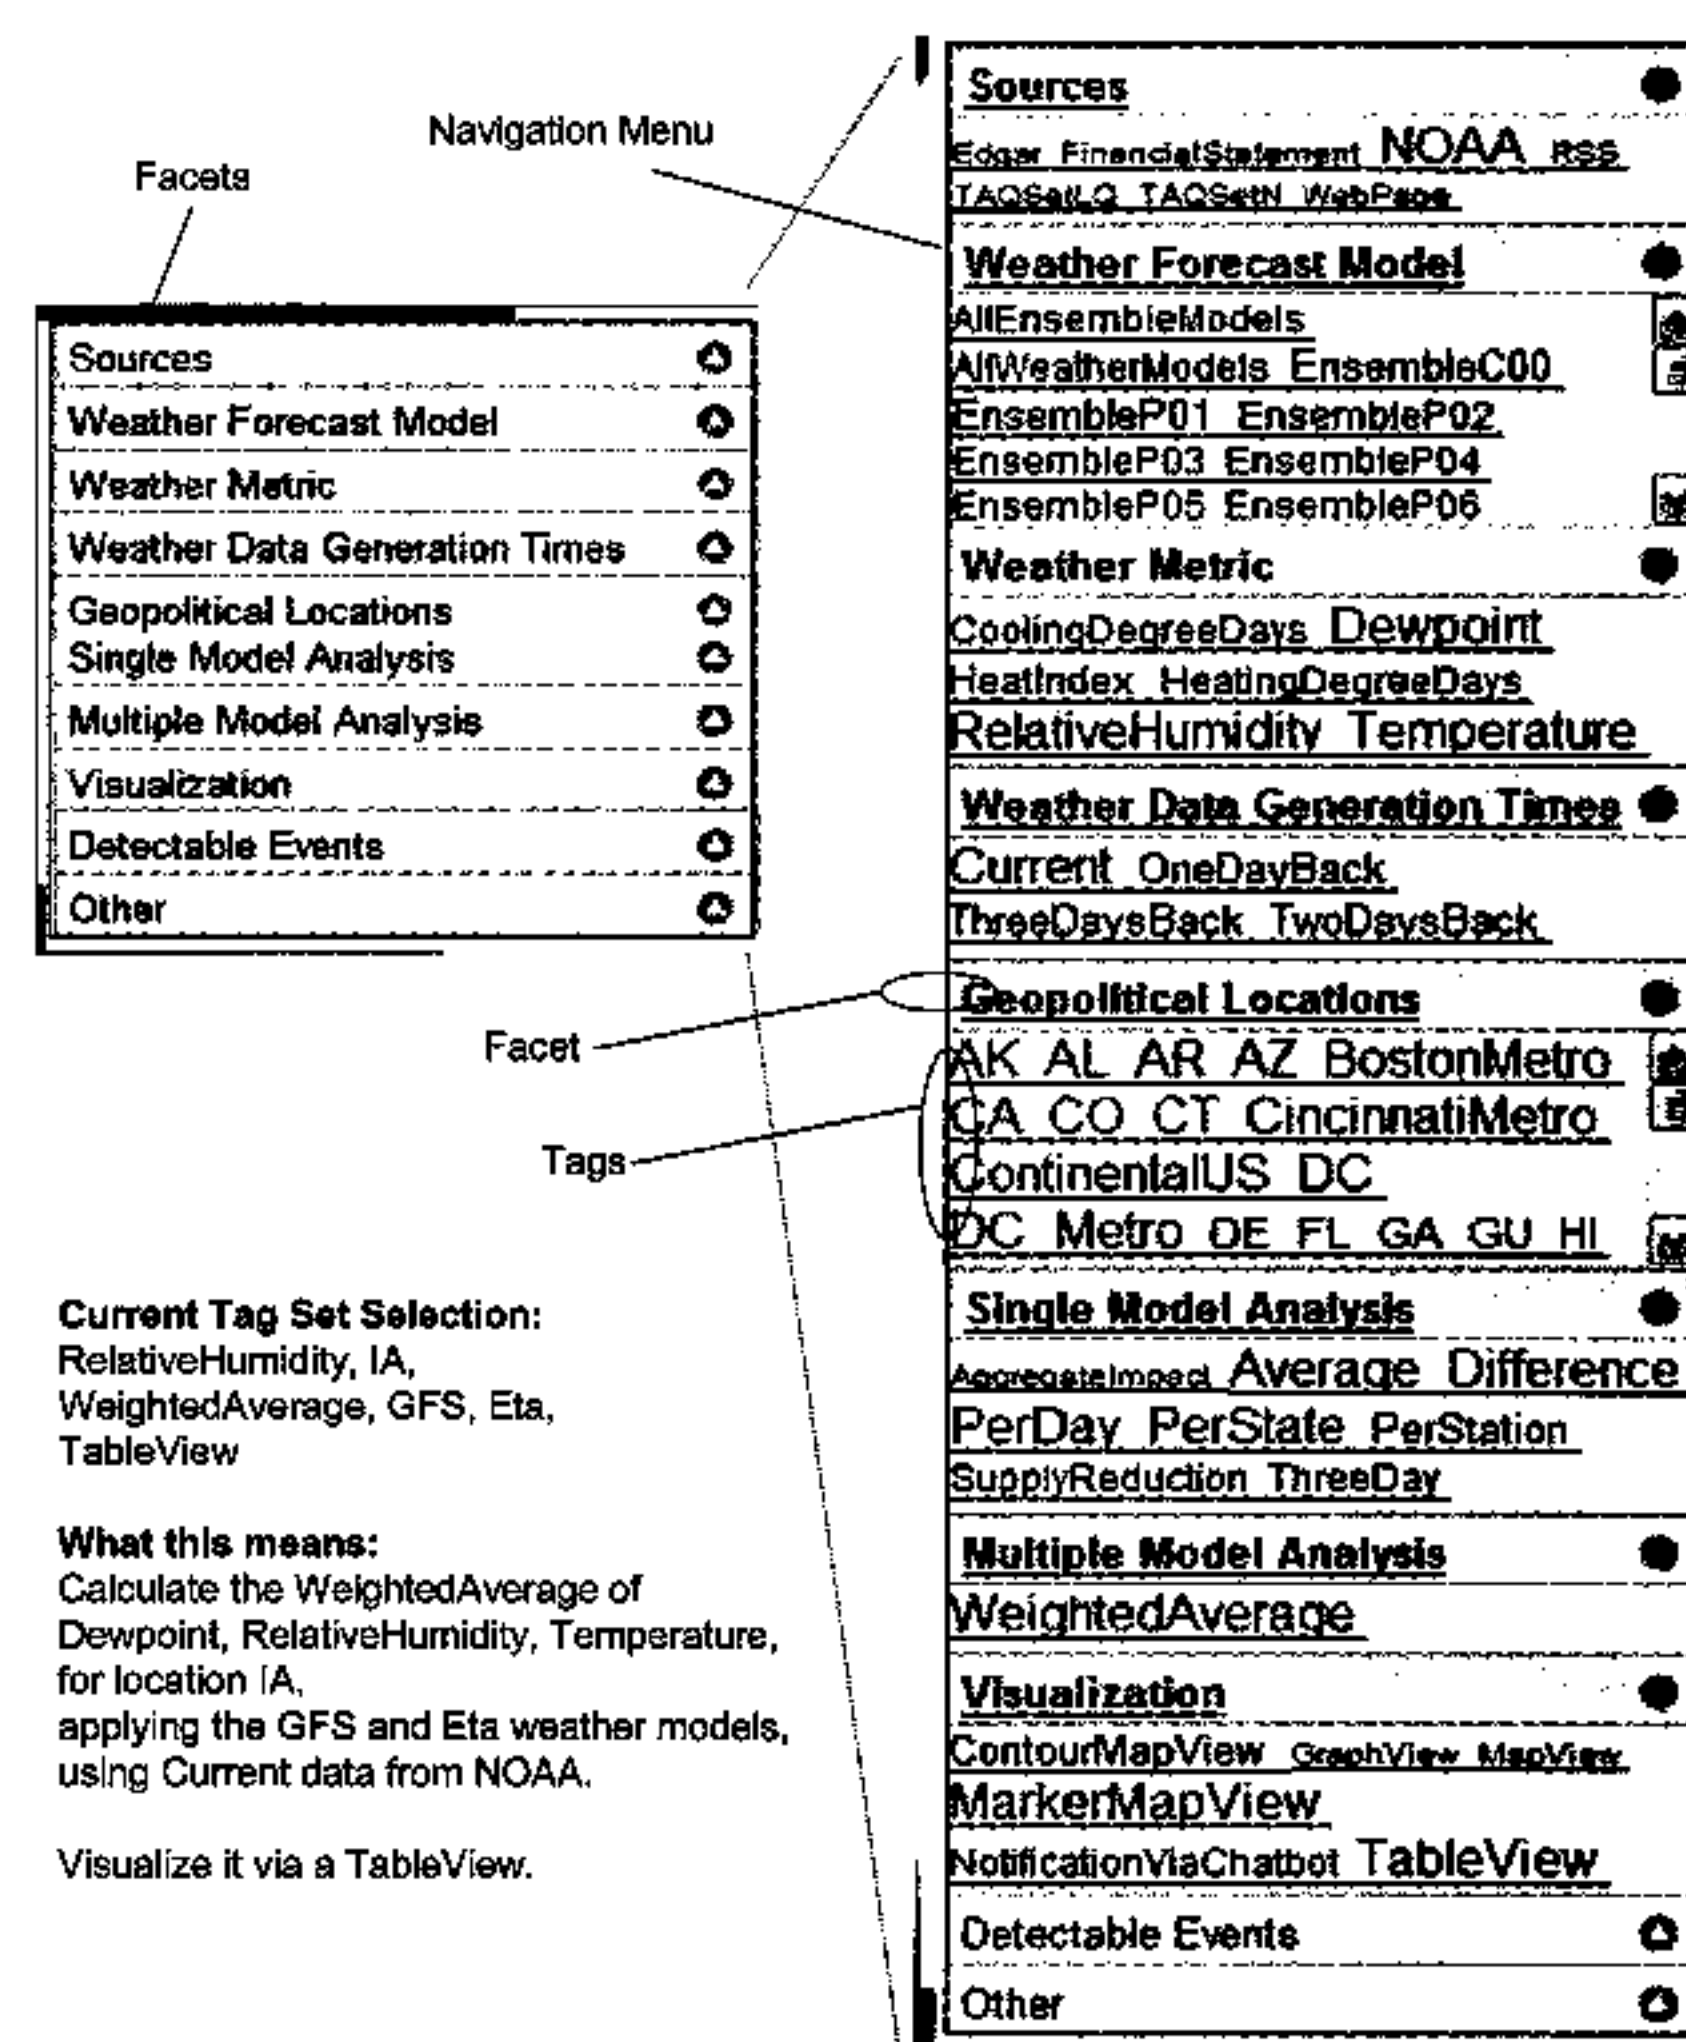 Navigation Menu
Facets
Sources
Weather Forecast Model
Weather Metric
Weather Data Generation Times
Geopolitical Locations
Single Model Analysis
Multiple Model Analysis
Visualization
Detectable Events
Other
Facet
Tags
Current Tag Set Selection:
RelativeHumidity, IA,
WeightedAverage, GFS, Eta,
TableView
What this means:
Calculate the WeightedAverage of
Dewpoint, RelativeHumidity, Temperature,
for location IA,
applying the GFS and Eta weather models,
using Current data from NOAA.
Visualize it via a TableView.
Sources
Edgar FinancialStatement NOAA RSS
TAQSetLQ TAQSetN WebPage
Weather Forecast Model
AllEnsembleModels
AllWeatherModels EnsembleC00
EnsembleP01 EnsembleP02
EnsembleP03 EnsembleP04
EnsembleP05 EnsembleP06
Weather Metric
CoolingDegreeDays Dewpoint
HeatIndex HeatingDegreeDays
RelativeHumidity Temperature
Weather Data Generation Times
Current OneDayBack
ThreeDaysBack TwoDaysBack
Geopolitical Locations
AK AL AR AZ BostonMetro
CA CO CT CincinnatiMetro
ContinentalUS DC
DC Metro DE FL GA GU HI
Single Model Analysis
AggregateImpact Average Difference
PerDay PerState PerStation
SupplyReduction ThreeDay
Multiple Model Analysis
WeightedAverage
Visualization
ContourMapView GraphView MapView
MarkerMapView
NotificationViaChatbot TableView
Detectable Events
Other